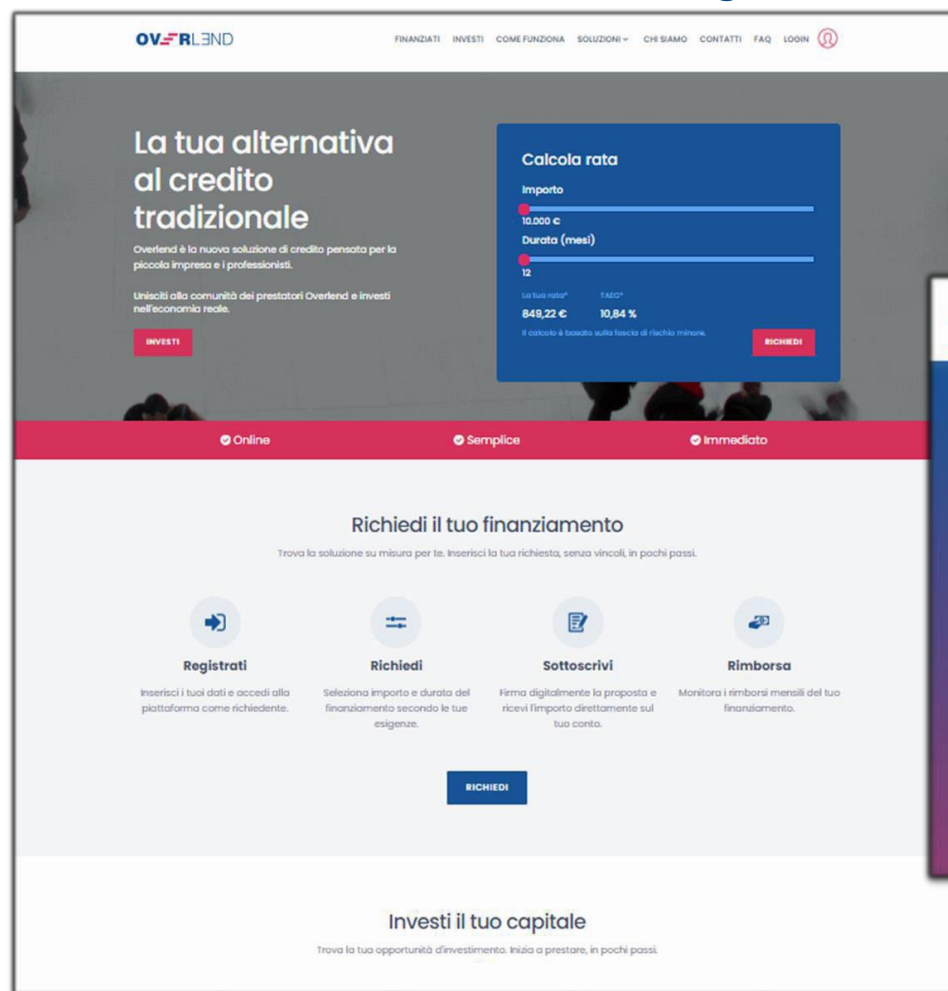 OVERLEND
FINANZIATI INVESTI COME FUNZIONA SOLUZIONI CHI SIAMO CONTATTI FAQ LOGIN
La tua alternativa
al credito
tradizionale
Overlend è la nuova soluzione di credito pensata per la
piccola impresa e i professionisti.
Unisciti alla comunità dei prestatori Overlend e investi
nell'economia reale.
INVESTI
Calcola rata
Importo
10.000 €
Durata (mesi)
12
La tua rata* TAEG*
849,22 € 10,84 %
Il calcolo è basato sulla fascia di rischio minore.
RICHIEDI
Online Semplice Immediato
Richiedi il tuo finanziamento
Trova la soluzione su misura per te. Inserisci la tua richiesta, senza vincoli, in pochi passi.
Registrati
Inserisci i tuoi dati e accedi alla
piattaforma come richiedente.
Richiedi
Seleziona importo e durata del
finanziamento secondo le tue
esigenze.
Sottoscrivi
Firma digitalmente la proposta e
ricevi l'importo direttamente sul
tuo conto.
Rimborsa
Monitora i rimborsi mensili del tuo
finanziamento.
RICHIEDI
Investi il tuo capitale
Trova la tua opportunità d'investimento. Inizia a prestare, in pochi passi.